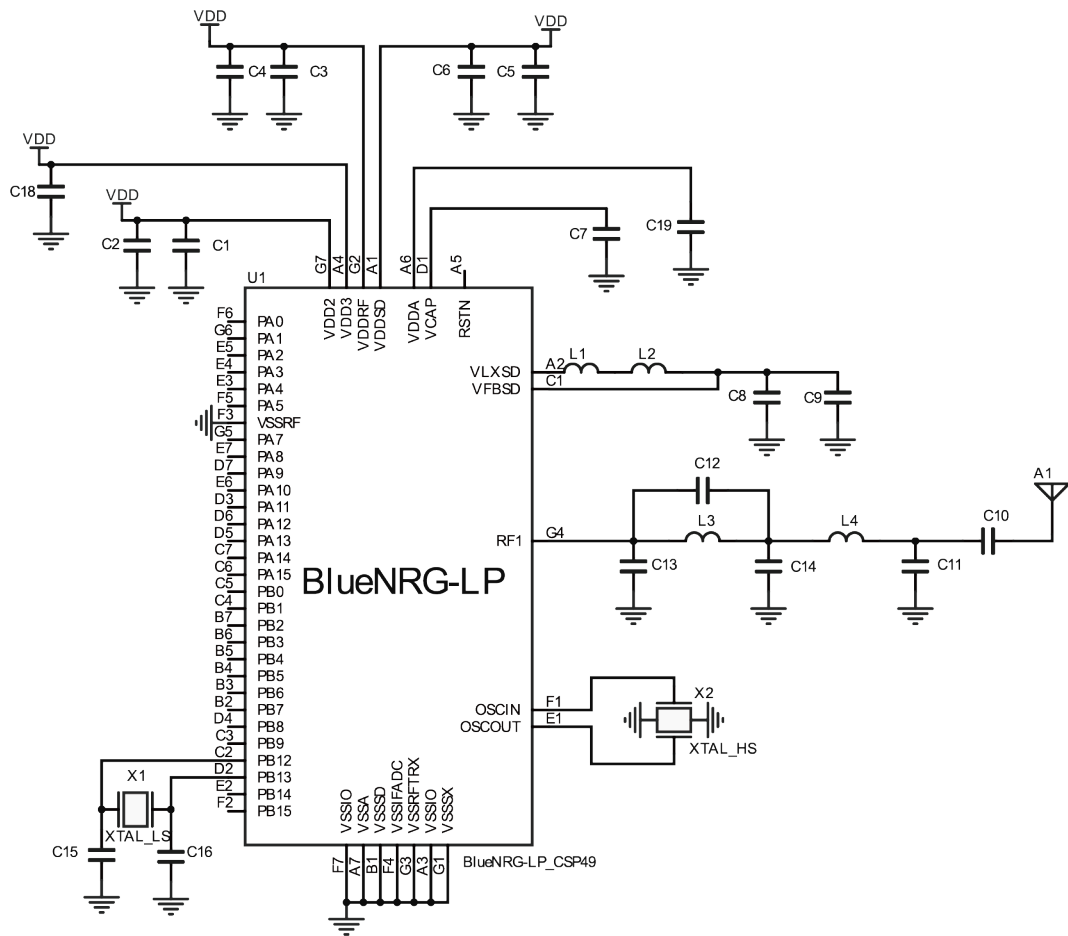 VDD
VDD
C4
C3
C6
C5
VDD
C18
VDD
C2
C1
C7
C19
G7
A4
G2
A1
A6
D1
A5
U1
VDD2
VDD3
VDDRF
VDDSD
VDDA
VCAP
RSTN
F6 PA0
G6 PA1
E5 PA2
E4 PA3
E3 PA4
F5 PA5
F3 VSSRF
G5 PA7
E7 PA8
D7 PA9
E6 PA10
D3 PA11
D6 PA12
D5 PA13
C7 PA14
C6 PA15
C5 PB0
C4 PB1
B7 PB2
B6 PB3
B5 PB4
B4 PB5
B3 PB6
B2 PB7
D4 PB8
C3 PB9
C2 PB12
D2 PB13
E2 PB14
F2 PB15
VLXSD A2
VFBSD C1
L1
L2
C8
C9
C12
A1
RF1 G4
L3
L4
C10
C13
C14
C11
BlueNRG-LP
OSCIN F1
OSCOUT E1
X2
XTAL_HS
X1
XTAL_LS
C15
C16
VSSIO
VSSA
VSSSD
VSSIFADC
VSSRFTRX
VSSIO
VSSSX
F7
A7
B1
F4
G3
A3
G1
BlueNRG-LP_CSP49